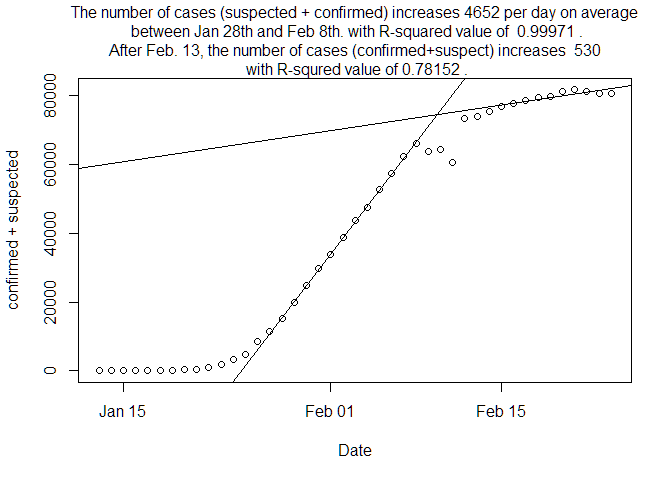 The number of cases (suspected + confirmed) increases 4652 per day on average
between Jan 28th and Feb 8th. with R-squared value of  0.99971 .
After Feb. 13, the number of cases (confirmed+suspect) increases  530
with R-squred value of 0.78152 .
confirmed + suspected
80000
60000
40000
20000
0
Jan 15
Feb 01
Feb 15
Date